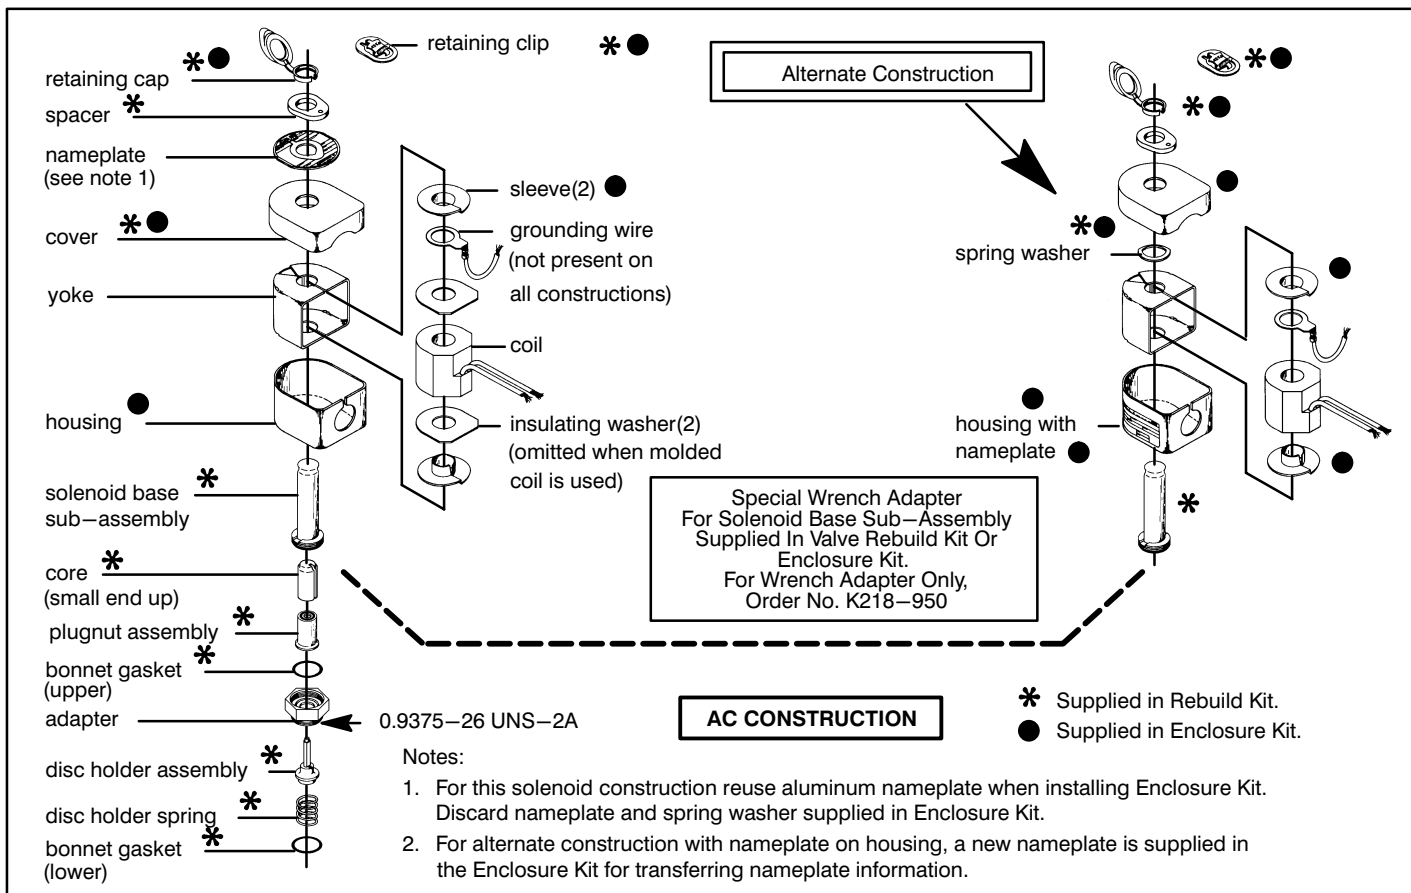 retaining clip
retaining cap
spacer
nameplate
(see note 1)
cover
yoke
housing
solenoid base
sub−assembly
core
(small end up)
plugnut assembly
bonnet gasket
(upper)
adapter
0.9375−26 UNS−2A
disc holder assembly
disc holder spring
bonnet gasket
(lower)
sleeve(2)
grounding wire
(not present on
all constructions)
coil
insulating washer(2)
(omitted when molded
coil is used)
Alternate Construction
spring washer
housing with
nameplate
Special Wrench Adapter
For Solenoid Base Sub−Assembly
Supplied In Valve Rebuild Kit Or
Enclosure Kit.
For Wrench Adapter Only,
Order No. K218−950
AC CONSTRUCTION
Supplied in Rebuild Kit.
Supplied in Enclosure Kit.
Notes:
1. For this solenoid construction reuse aluminum nameplate when installing Enclosure Kit.
Discard nameplate and spring washer supplied in Enclosure Kit.
2. For alternate construction with nameplate on housing, a new nameplate is supplied in
the Enclosure Kit for transferring nameplate information.